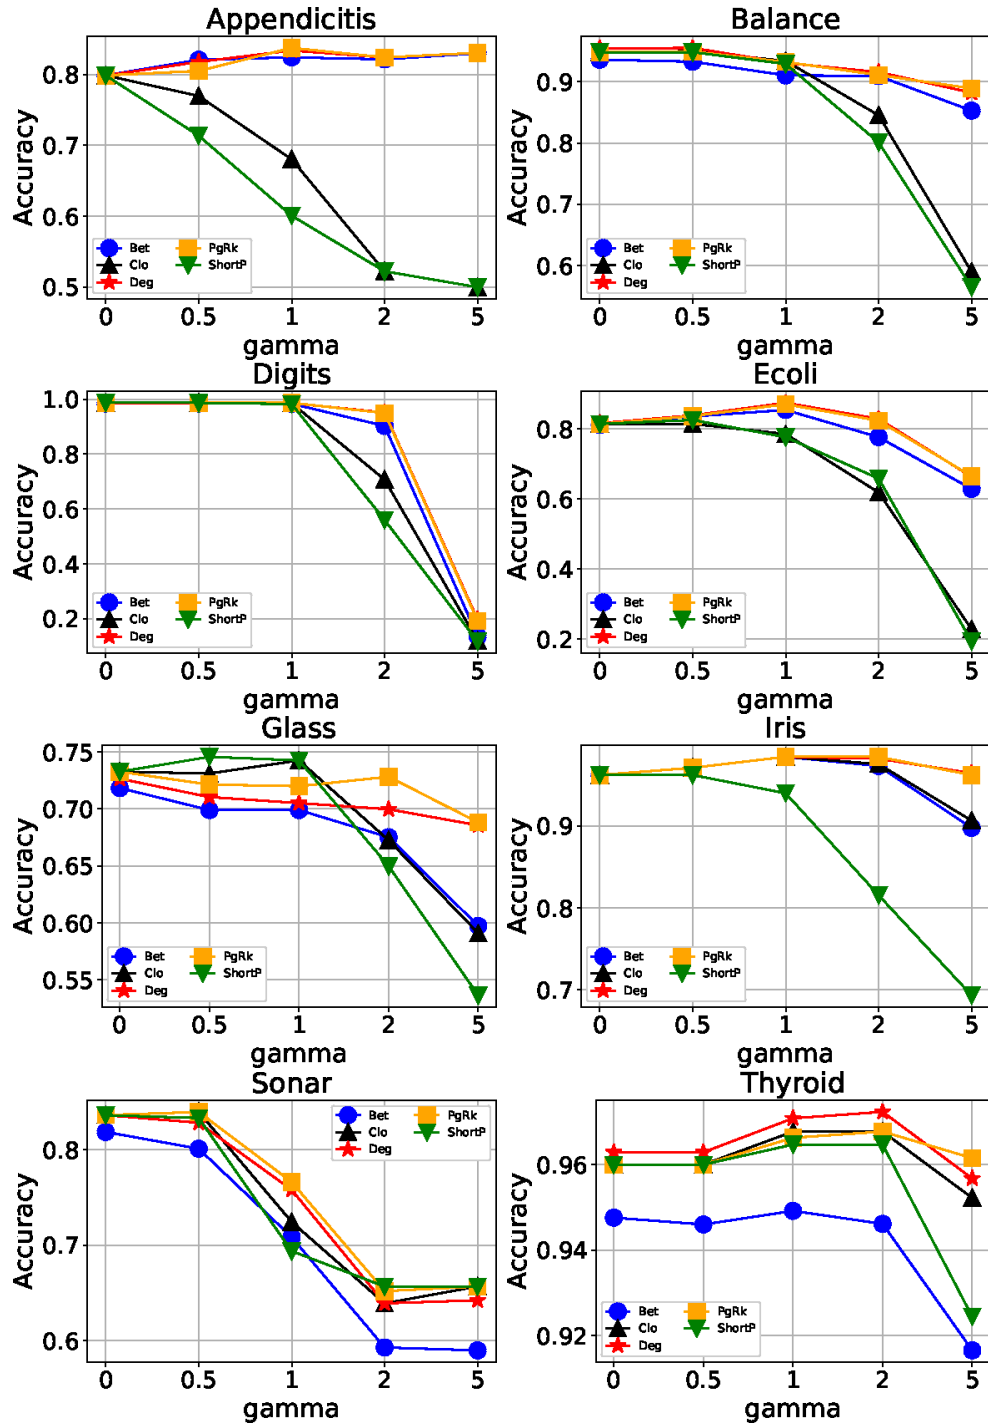 Appendicitis
Accuracy
0.8
0.7
0.6
0.5
Bet
Clo
Deg
PgRk
ShortP
0 0.5 1 2 5
gamma
Balance
Accuracy
0.9
0.8
0.7
0.6
Bet
Clo
Deg
PgRk
ShortP
0 0.5 1 2 5
gamma
Digits
Accuracy
1.0
0.8
0.6
0.4
0.2
Bet
Clo
Deg
PgRk
ShortP
0 0.5 1 2 5
gamma
Ecoli
Accuracy
0.8
0.6
0.4
0.2
Bet
Clo
Deg
PgRk
ShortP
0 0.5 1 2 5
gamma
Glass
Accuracy
0.75
0.70
0.65
0.60
0.55
Bet
Clo
Deg
PgRk
ShortP
0 0.5 1 2 5
gamma
Iris
Accuracy
0.9
0.8
0.7
Bet
Clo
Deg
PgRk
ShortP
0 0.5 1 2 5
gamma
Sonar
Accuracy
0.8
0.7
0.6
Bet
Clo
Deg
PgRk
ShortP
0 0.5 1 2 5
gamma
Thyroid
Accuracy
0.96
0.94
0.92
Bet
Clo
Deg
PgRk
ShortP
0 0.5 1 2 5
gamma